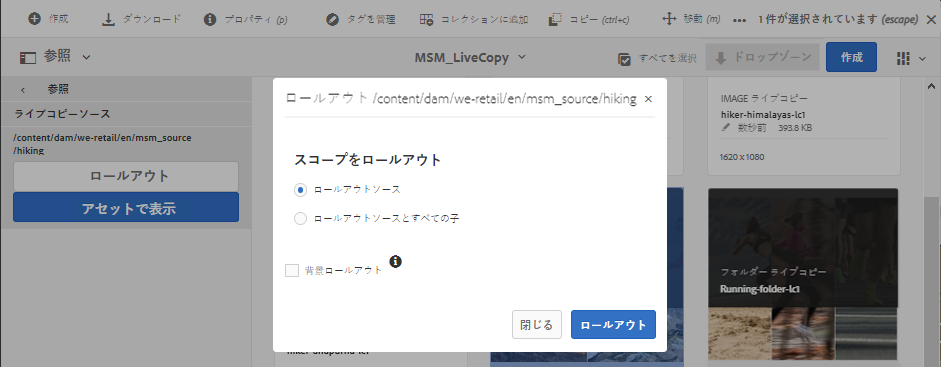 作成 ダウンロード プロパティ (p) タグを管理 コレクションに追加 コピー (ctrl+c) 移動 (m) 1 件が選択されています (escape)
参照 MSM_LiveCopy すべてを選択 ドロップゾーン 作成
参照
ライブコピーソース
/content/dam/we-retail/en/msm_source
/hiking
ロールアウト
アセットで表示
ロールアウト /content/dam/we-retail/en/msm_source/hiking
スコープをロールアウト
ロールアウトソース
ロールアウトソースとすべての子
背景ロールアウト
閉じる ロールアウト
IMAGE ライブコピー
hiker-himalayas-lc1
数秒前 393.8 KB
1620 x 1080
フォルダー ライブコピー
Running-folder-lc1